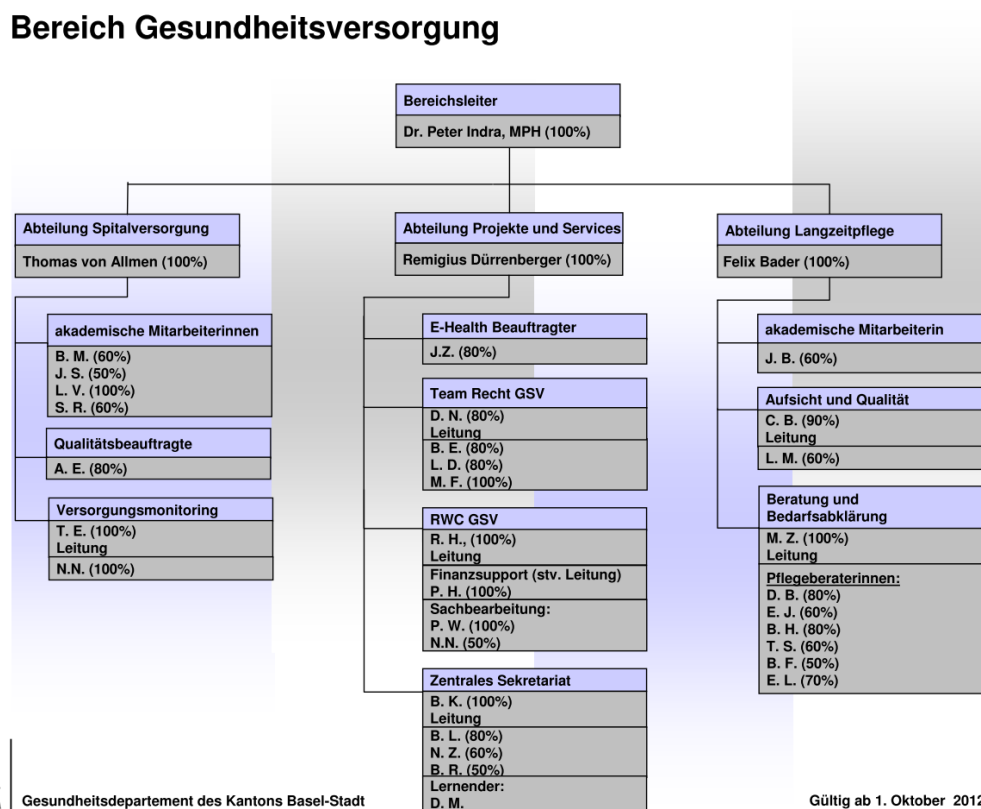 Bereich Gesundheitsversorgung
Bereichsleiter
Dr. Peter Indra, MPH (100%)
Abteilung Spitalversorgung
Thomas von Allmen (100%)
akademische Mitarbeiterinnen
B. M. (60%)
J. S. (50%)
L. V. (100%)
S. R. (60%)
Qualitätsbeauftragte
A. E. (80%)
Versorgungsmonitoring
T. E. (100%)
Leitung
N.N. (100%)
Abteilung Projekte und Services
Remigius Dürrenberger (100%)
E-Health Beauftragter
J.Z. (80%)
Team Recht GSV
D. N. (80%)
Leitung
B. E. (80%)
L. D. (80%)
M. F. (100%)
RWC GSV
R. H., (100%)
Leitung
Finanzsupport (stv. Leitung)
P. H. (100%)
Sachbearbeitung:
P. W. (100%)
N.N. (50%)
Zentrales Sekretariat
B. K. (100%)
Leitung
B. L. (80%)
N. Z. (60%)
B. R. (50%)
Lernender:
D. M.
Abteilung Langzeitpflege
Felix Bader (100%)
akademische Mitarbeiterin
J. B. (60%)
Aufsicht und Qualität
C. B. (90%)
Leitung
L. M. (60%)
Beratung und
Bedarfsabklärung
M. Z. (100%)
Leitung
Pflegeberaterinnen:
D. B. (80%)
E. J. (60%)
B. H. (80%)
T. S. (60%)
B. F. (50%)
E. L. (70%)
Gesundheitsdepartement des Kantons Basel-Stadt
Gültig ab 1. Oktober 2012